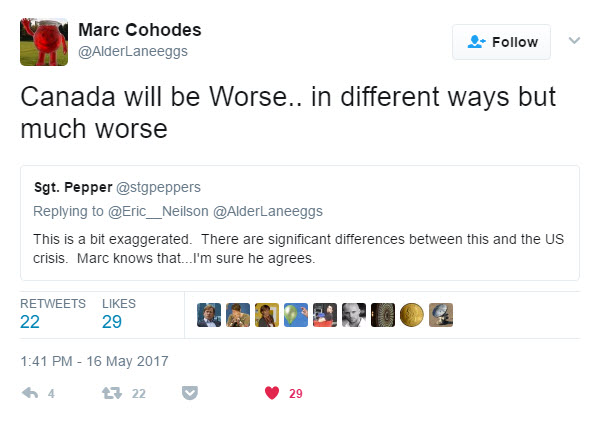 Marc Cohodes
@AlderLaneeggs
Follow
Canada will be Worse.. in different ways but
much worse
Sgt. Pepper @stgpeppers
Replying to @Eric__Neilson @AlderLaneeggs
This is a bit exaggerated.  There are significant differences between this and the US
crisis.  Marc knows that...I'm sure he agrees.
RETWEETS LIKES
22 29
1:41 PM - 16 May 2017
4 22 29